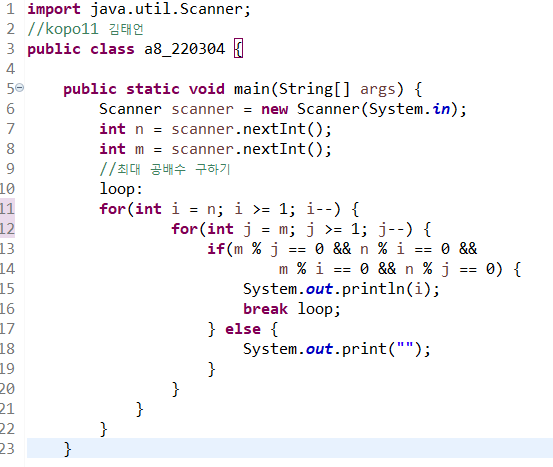 1 import java.util.Scanner;
2 //kopo11 김태언
3 public class a8_220304 {
4
5 public static void main(String[] args) {
6 Scanner scanner = new Scanner(System.in);
7 int n = scanner.nextInt();
8 int m = scanner.nextInt();
9 //최대 공배수 구하기
10 loop:
11 for(int i = n; i >= 1; i--) {
12 for(int j = m; j >= 1; j--) {
13 if(m % j == 0 && n % i == 0 &&
14 m % i == 0 && n % j == 0) {
15 System.out.println(i);
16 break loop;
17 } else {
18 System.out.print("");
19 }
20 }
21 }
22 }
23 }